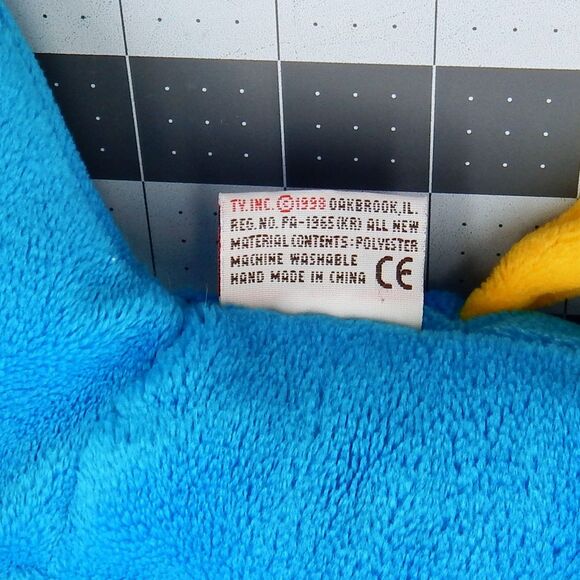 TY.INC. ©1998 OAKBROOK,IL.
REG.NO. PA-1965(KR) ALL NEW
MATERIAL CONTENTS:POLYESTER
MACHINE WASHABLE
HAND MADE IN CHINA CE